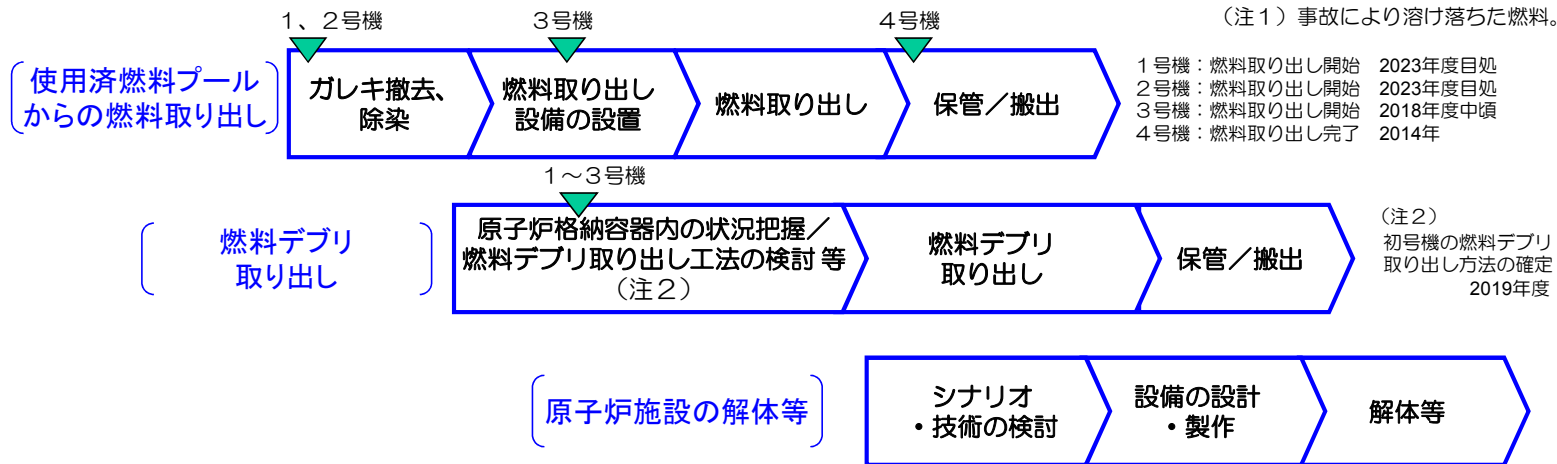 （注１）事故により溶け落ちた燃料。
１、２号機
３号機
４号機
使用済燃料プール
からの燃料取り出し
ガレキ撤去、
除染
燃料取り出し
設備の設置
燃料取り出し
保管／搬出
１号機：燃料取り出し開始　2023年度目処
２号機：燃料取り出し開始　2023年度目処
３号機：燃料取り出し開始　2018年度中頃
４号機：燃料取り出し完了　2014年
１～３号機
燃料デブリ
取り出し
原子炉格納容器内の状況把握／
燃料デブリ取り出し工法の検討 等
（注２）
燃料デブリ
取り出し
保管／搬出
（注２）
初号機の燃料デブリ
取り出し方法の確定
2019年度
原子炉施設の解体等
シナリオ
・技術の検討
設備の設計
・製作
解体等